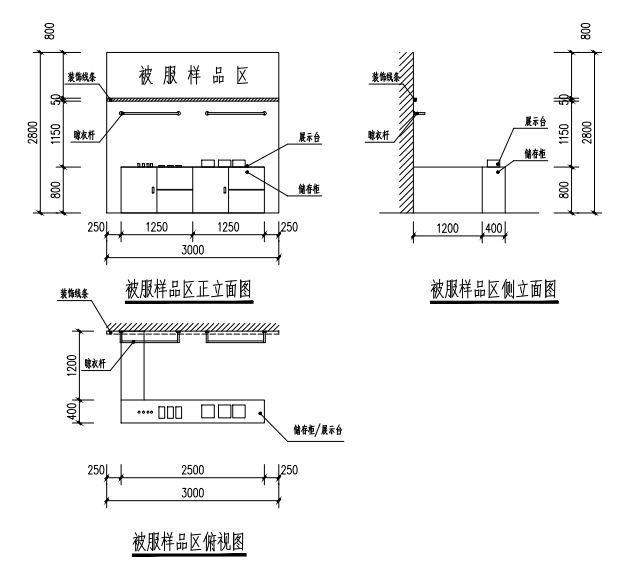 800
装饰线条
被服样品区
50
2800
晾衣杆
1150
展示台
储存柜
800
250
1250
1250
250
3000
被服样品区正立面图
800
装饰线条
50
晾衣杆
1150
2800
展示台
储存柜
800
1200
400
被服样品区侧立面图
装饰线条
1200
晾衣杆
400
储存柜/展示台
250
2500
250
3000
被服样品区俯视图